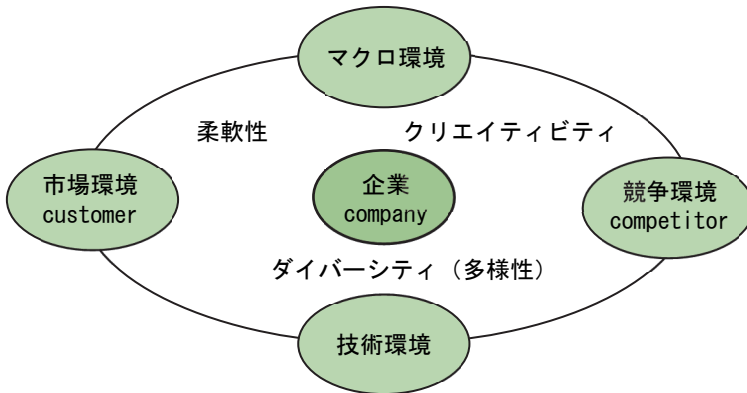 マクロ環境
柔軟性
クリエイティビティ
市場環境
customer
企業
company
競争環境
competitor
ダイバーシティ（多様性）
技術環境